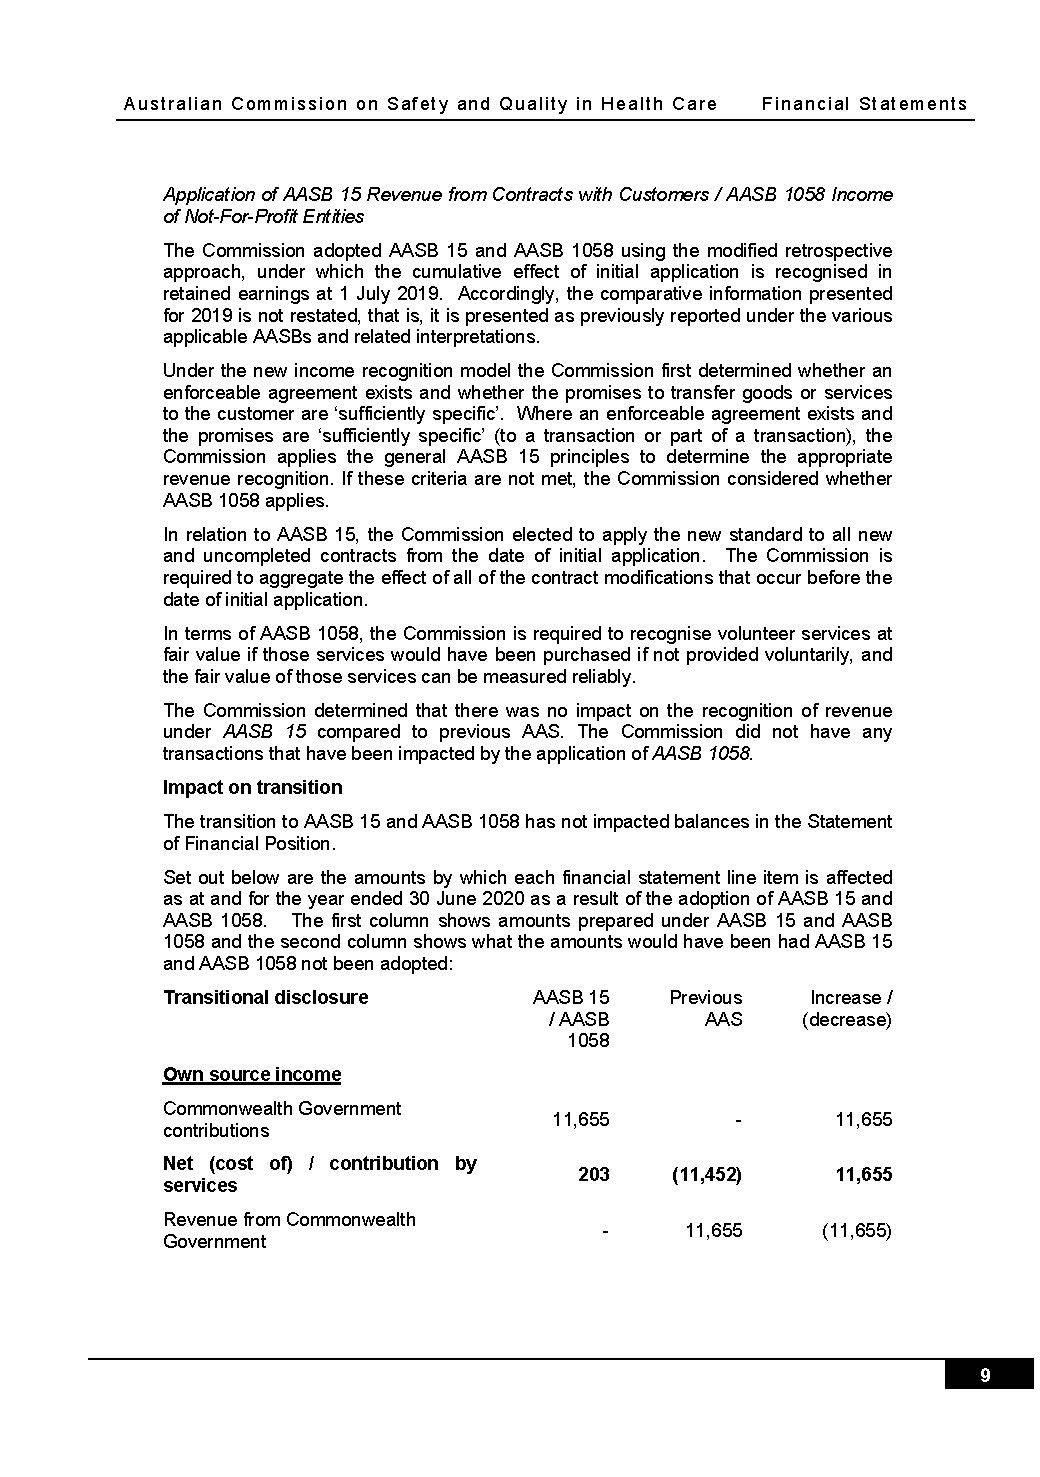 Australian Commission on Safety and Quality in Health Care Financial Statements
Application of AASB 15 Revenue from Contracts with Customers / AASB 1058 Income
of Not-For-Profit Entities
The Commission adopted AASB 15 and AASB 1058 using the modified retrospective
approach, under which the cumulative effect of initial application is recognised in
retained earnings at 1 July 2019. Accordingly, the comparative information presented
for 2019 is not restated, that is, it is presented as previously reported under the various
applicable AASBs and related interpretations.
Under the new income recognition model the Commission first determined whether an
enforceable agreement exists and whether the promises to transfer goods or services
to the customer are ‘sufficiently specific’. Where an enforceable agreement exists and
the promises are ‘sufficiently specific’ (to a transaction or part of a transaction), the
Commission applies the general AASB 15 principles to determine the appropriate
revenue recognition. If these criteria are not met, the Commission considered whether
AASB 1058 applies.
In relation to AASB 15, the Commission elected to apply the new standard to all new
and uncompleted contracts from the date of initial application. The Commission is
required to aggregate the effect of all of the contract modifications that occur before the
date of initial application.
In terms of AASB 1058, the Commission is required to recognise volunteer services at
fair value if those services would have been purchased if not provided voluntarily, and
the fair value of those services can be measured reliably.
The Commission determined that there was no impact on the recognition of revenue
under AASB 15 compared to previous AAS. The Commission did not have any
transactions that have been impacted by the application of AASB 1058.
Impact on transition
The transition to AASB 15 and AASB 1058 has not impacted balances in the Statement
of Financial Position.
Set out below are the amounts by which each financial statement line item is affected
as at and for the year ended 30 June 2020 as a result of the adoption of AASB 15 and
AASB 1058. The first column shows amounts prepared under AASB 15 and AASB
1058 and the second column shows what the amounts would have been had AASB 15
and AASB 1058 not been adopted:
Transitional disclosure AASB 15 Previous Increase /
/ AASB AAS (decrease)
1058
Own source income
Commonwealth Government
contributions 11,655 - 11,655
Net (cost of) / contribution by
services 203 (11,452) 11,655
Revenue from Commonwealth
Government - 11,655 (11,655)
9